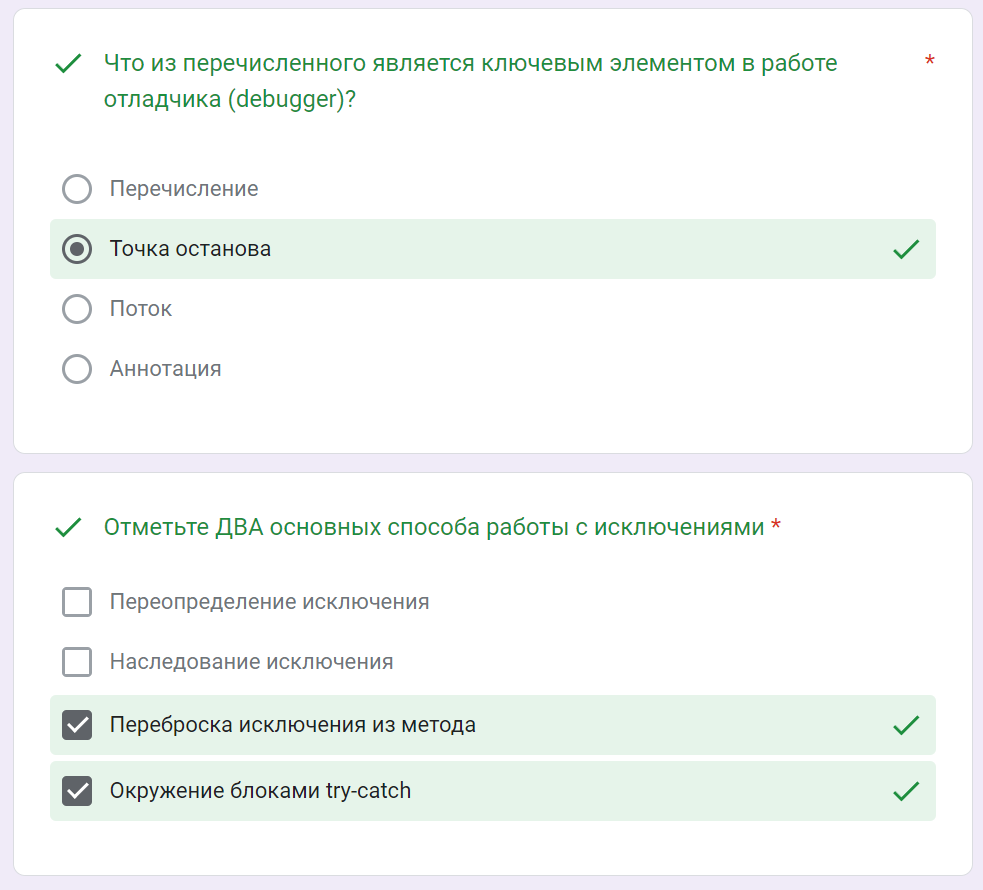 Что из перечисленного является ключевым элементом в работе *
отладчика (debugger)?
Перечисление
Точка останова
Поток
Аннотация
Отметьте ДВА основных способа работы с исключениями *
Переопределение исключения
Наследование исключения
Переброска исключения из метода
Окружение блоками try-catch